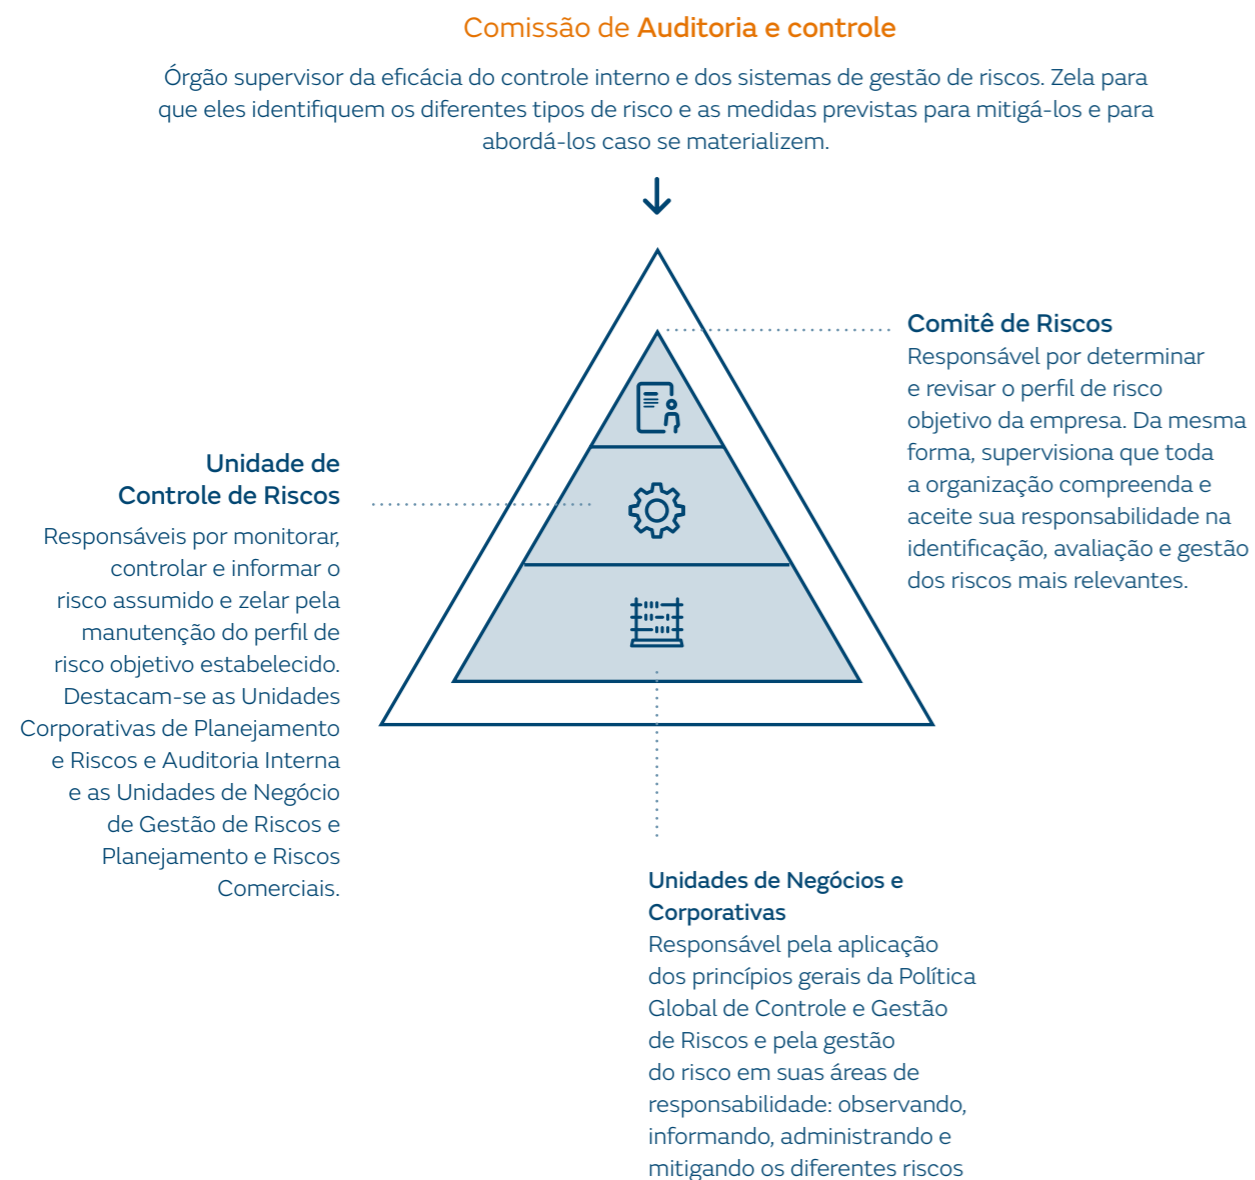 Comissão de Auditoria e controle
Órgão supervisor da eficácia do controle interno e dos sistemas de gestão de riscos. Zela para
que eles identifiquem os diferentes tipos de risco e as medidas previstas para mitigá-los e para
abordá-los caso se materializem.
Comitê de Riscos
Responsável por determinar
e revisar o perfil de risco
objetivo da empresa. Da mesma
forma, supervisiona que toda
a organização compreenda e
aceite sua responsabilidade na
identificação, avaliação e gestão
dos riscos mais relevantes.
Unidade de
Controle de Riscos
Responsáveis por monitorar,
controlar e informar o
risco assumido e zelar pela
manutenção do perfil de
risco objetivo estabelecido.
Destacam-se as Unidades
Corporativas de Planejamento
e Riscos e Auditoria Interna
e as Unidades de Negócio
de Gestão de Riscos e
Planejamento e Riscos
Comerciais.
Unidades de Negócios e
Corporativas
Responsável pela aplicação
dos princípios gerais da Política
Global de Controle e Gestão
de Riscos e pela gestão
do risco em suas áreas de
responsabilidade: observando,
informando, administrando e
mitigando os diferentes riscos